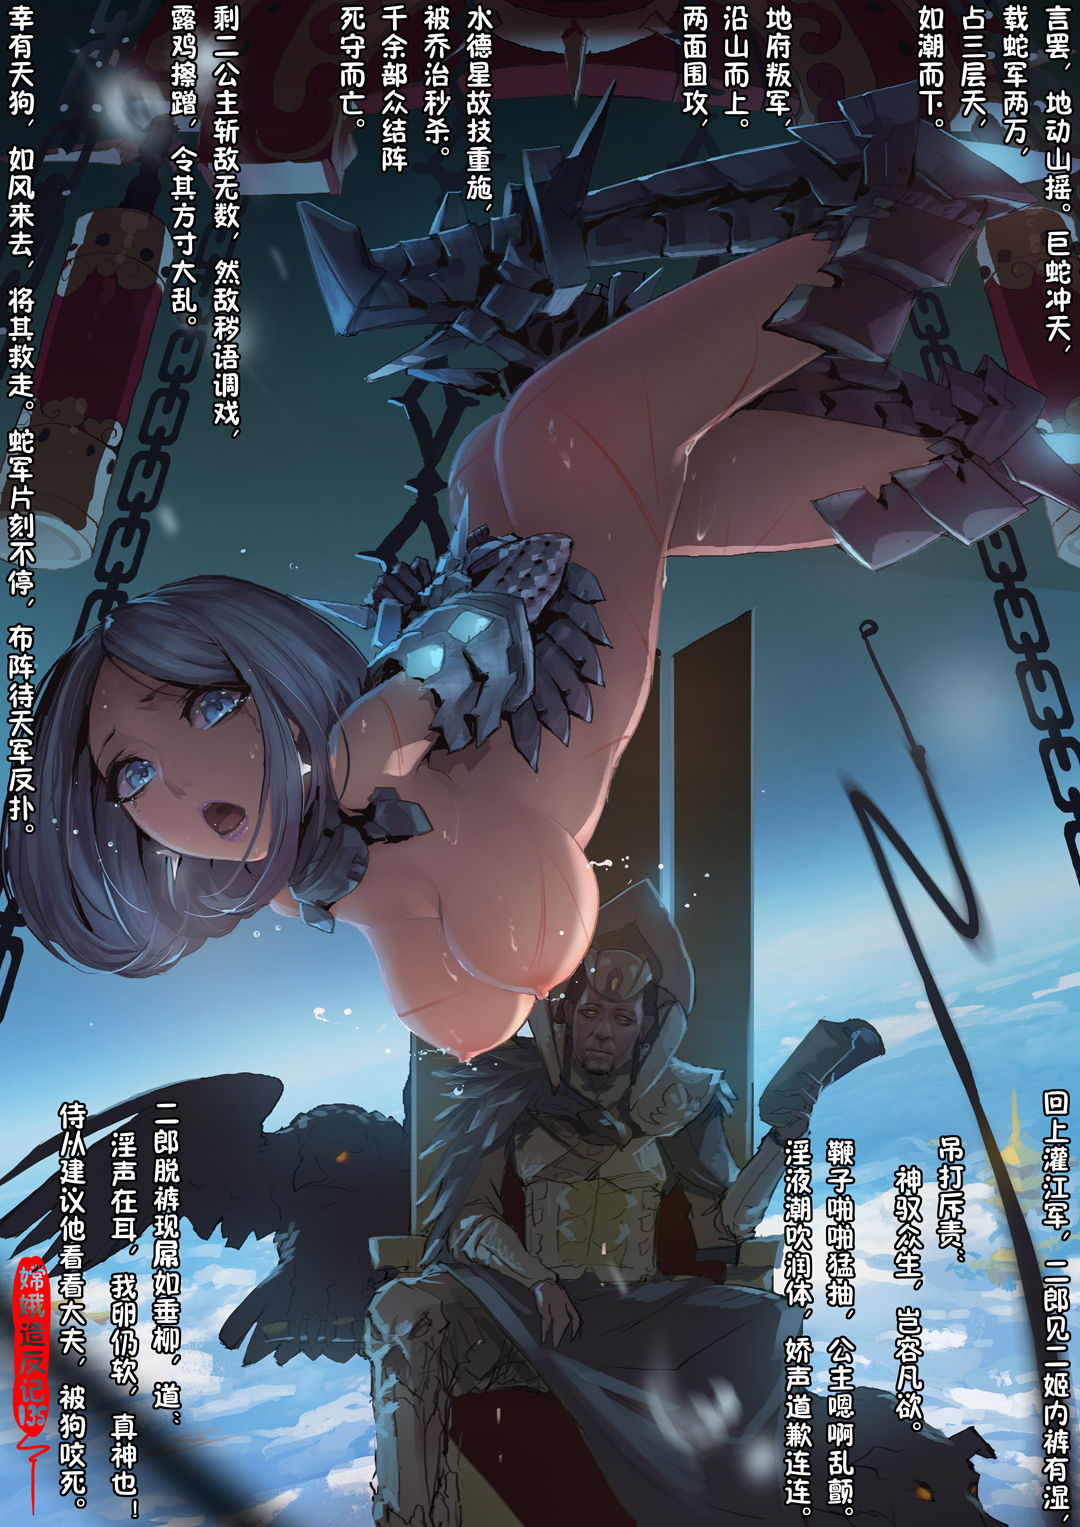 言罢，地动山摇。巨蛇冲天，
载蛇军两万，
占三层天，
如潮而下。
地府叛军，
沿山而上。
两面围攻，
水德星故技重施，
被乔治秒杀。
千余部众结阵
死守而亡。
剩二公主斩敌无数，然敌秽语调戏，
露鸡擦蹭，令其方寸大乱。
幸有天狗，如风来去，将其救走。蛇军片刻不停，布阵待天军反扑。
回上灌江军，二郎见二姬内裤有湿，
吊打斥责：
神驭众生，岂容凡欲。
鞭子啪啪猛抽，公主嗯啊乱颤。
淫液潮吹润体，娇声道歉连连。
二郎脱裤现屌如垂柳，道：
淫声在耳，我卵仍软，真神也！
侍从建议他看看大夫，被狗咬死。
嫦娥造反记
135